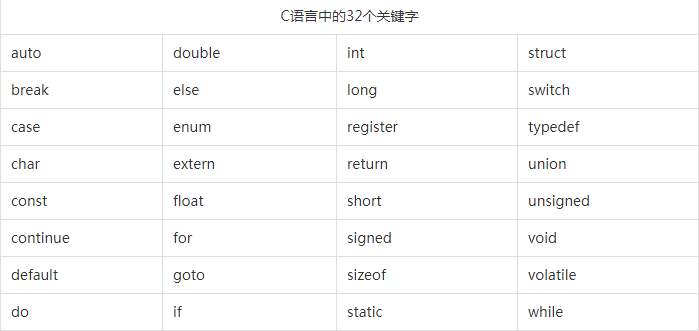 C语言中的32个关键字
auto double int struct
break else long switch
case enum register typedef
char extern return union
const float short unsigned
continue for signed void
default goto sizeof volatile
do if static while